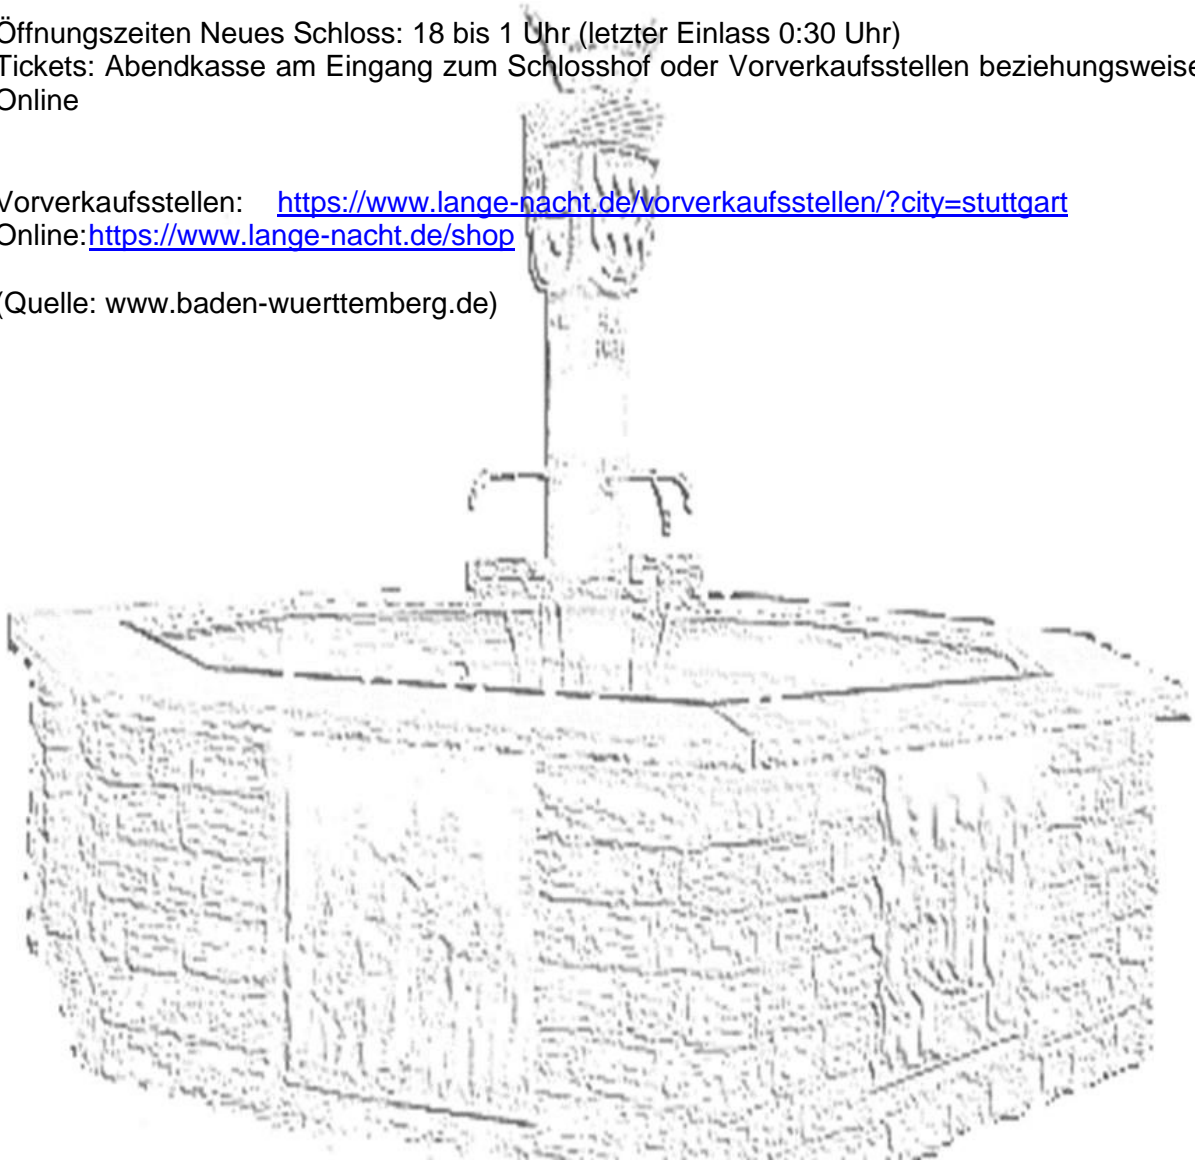 Öffnungszeiten Neues Schloss: 18 bis 1 Uhr (letzter Einlass 0:30 Uhr)
Tickets: Abendkasse am Eingang zum Schlosshof oder Vorverkaufsstellen beziehungsweise
Online
Vorverkaufsstellen: https://www.lange-nacht.de/vorverkaufsstellen/?city=stuttgart
Online:https://www.lange-nacht.de/shop
(Quelle: www.baden-wuerttemberg.de)